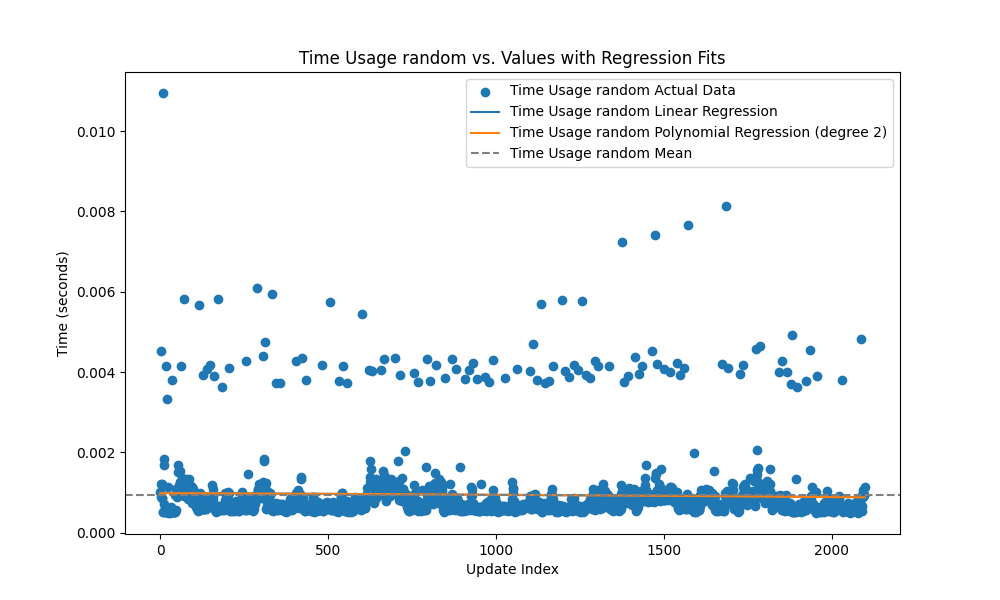 Time Usage random vs. Values with Regression Fits
Time Usage random Actual Data
Time Usage random Linear Regression
Time Usage random Polynomial Regression (degree 2)
Time Usage random Mean
Time (seconds)
0.010
0.008
0.006
0.004
0.002
0.000
0 500 1000 1500 2000
Update Index